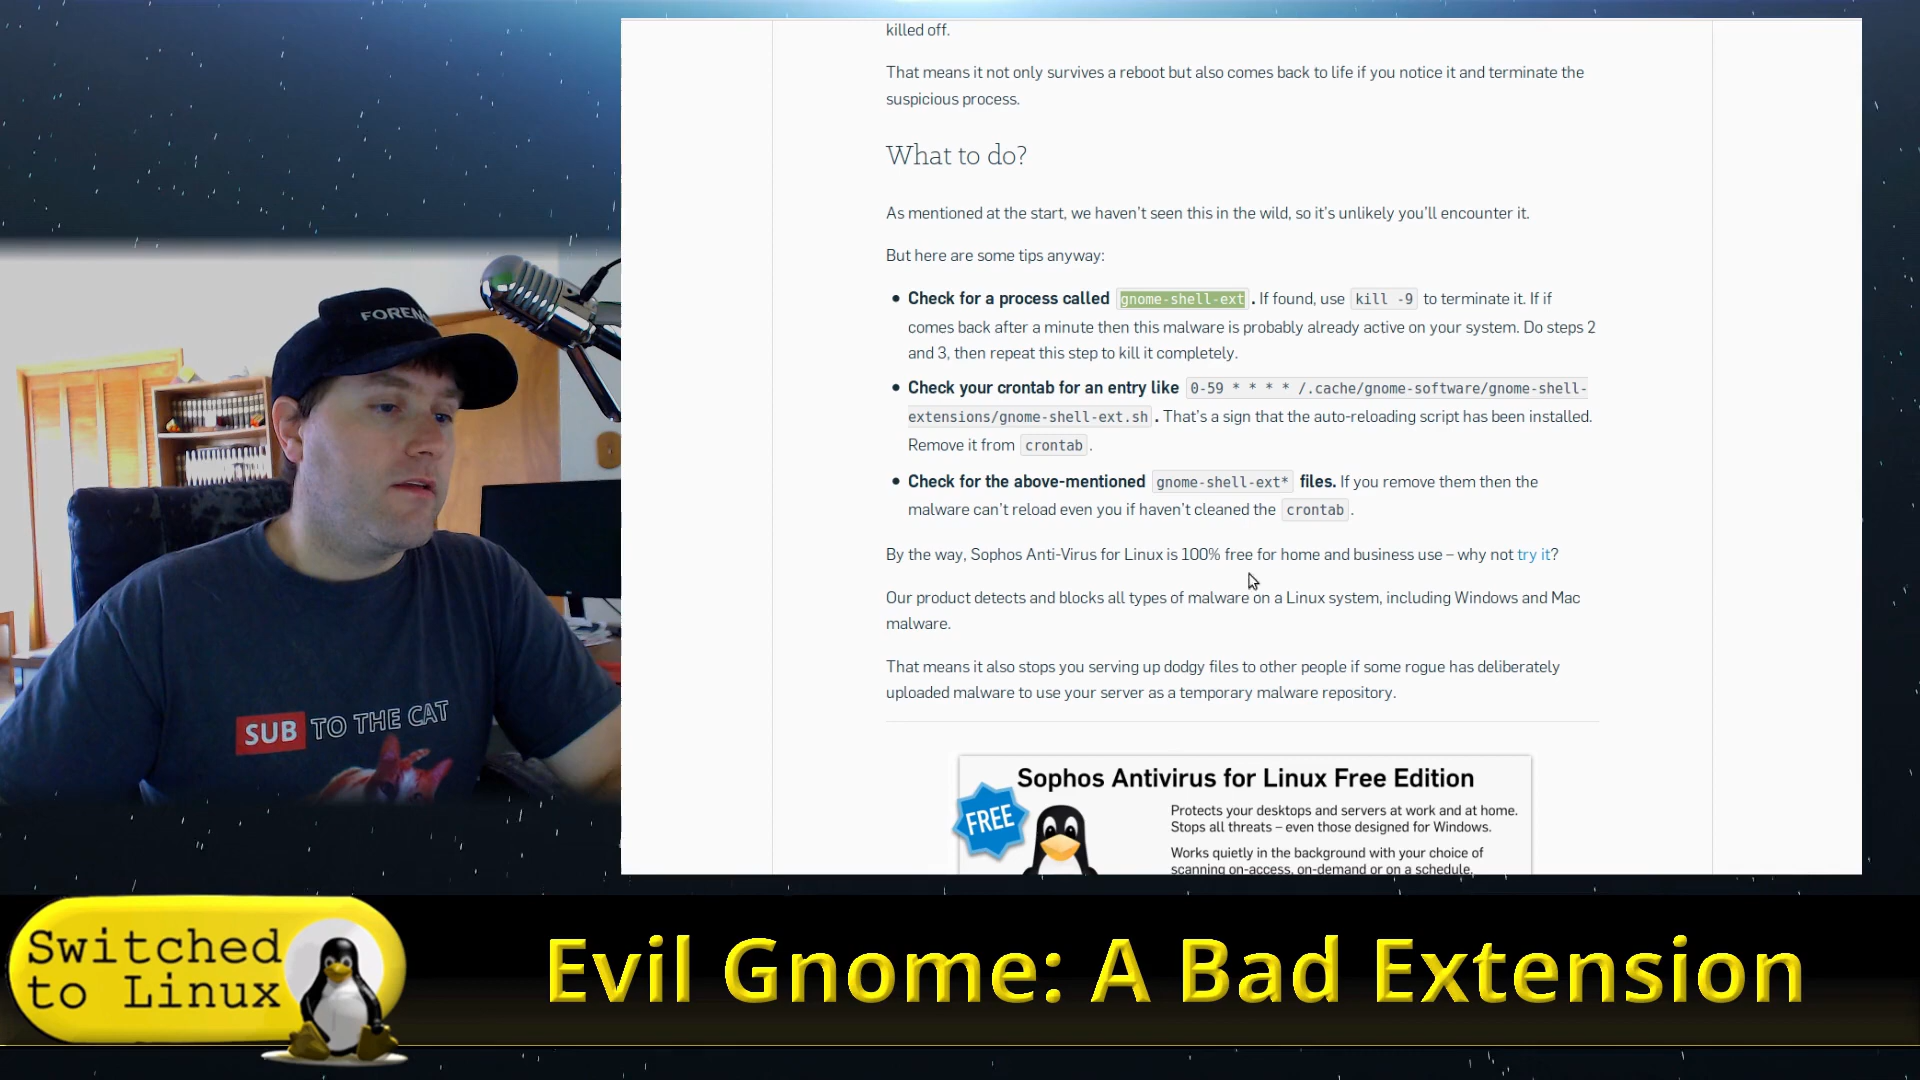 killed off.
That means it not only survives a reboot but also comes back to life if you notice it and terminate the
suspicious process.
What to do?
As mentioned at the start, we haven't seen this in the wild, so it's unlikely you'll encounter it.
But here are some tips anyway:
• Check for a process called gnome-shell-ext. If found, use kill -9 to terminate it. If if
comes back after a minute then this malware is probably already active on your system. Do steps 2
and 3, then repeat this step to kill it completely.
• Check your crontab for an entry like 0-59 * * * * /.cache/gnome-software/gnome-shell-
extensions/gnome-shell-ext.sh. That's a sign that the auto-reloading script has been installed.
Remove it from crontab.
• Check for the above-mentioned gnome-shell-ext* files. If you remove them then the
malware can't reload even you if haven't cleaned the crontab.
By the way, Sophos Anti-Virus for Linux is 100% free for home and business use – why not try it?
Our product detects and blocks all types of malware on a Linux system, including Windows and Mac
malware.
That means it also stops you serving up dodgy files to other people if some rogue has deliberately
uploaded malware to use your server as a temporary malware repository.
Sophos Antivirus for Linux Free Edition
FREE
Protects your desktops and servers at work and at home.
Stops all threats – even those designed for Windows.
Works quietly in the background with your choice of
scanning on-access, on-demand or on a schedule.
SUB TO THE CAT
Switched
to Linux
Evil Gnome: A Bad Extension